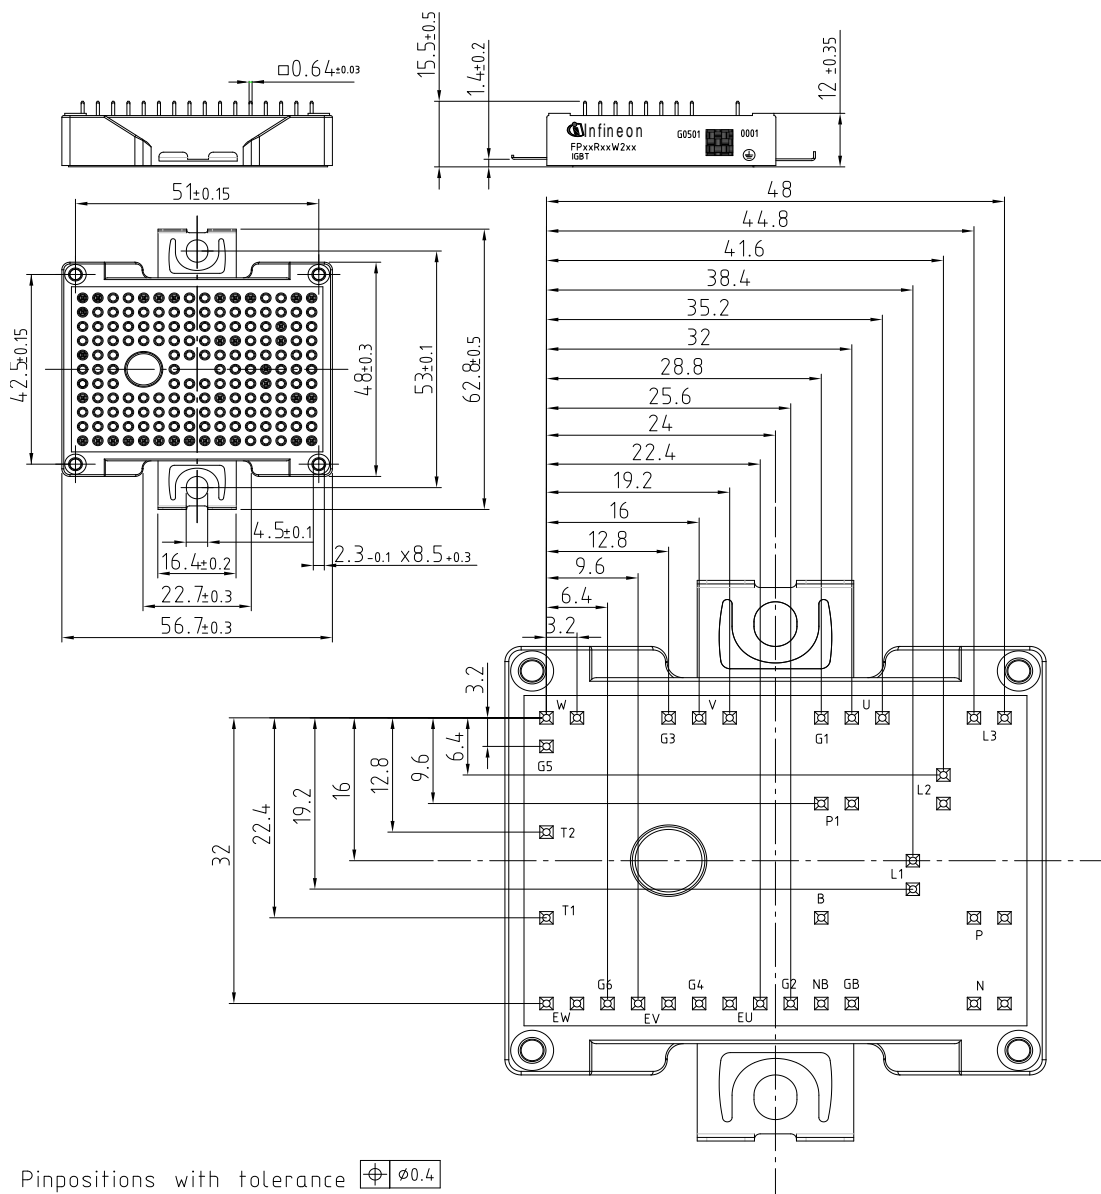 □0.64±0.03
15.5±0.5
1.4±0.2
12 ±0.35
Infineon
FPxxRxxW2xx
IGBT
G0501
0001
51±0.15
42.5±0.15
48±0.3
53±0.1
62.8±0.5
4.5±0.1
16.4±0.2
2.3-0.1 x8.5+0.3
22.7±0.3
56.7±0.3
48
44.8
41.6
38.4
35.2
32
28.8
25.6
24
22.4
19.2
16
12.8
9.6
6.4
3.2
3.2
6.4
9.6
12.8
16
19.2
22.4
32
W
V
U
G3
G1
L3
G5
L2
P1
T2
L1
B
T1
P
G6
G4
G2
NB
GB
N
EW
EV
EU
Pinpositions with tolerance ⌖ ⌀0.4